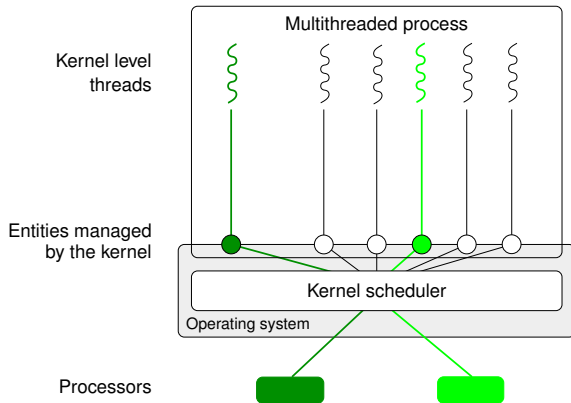 Multithreaded process
Kernel level
threads
Entities managed
by the kernel
Kernel scheduler
Operating system
Processors